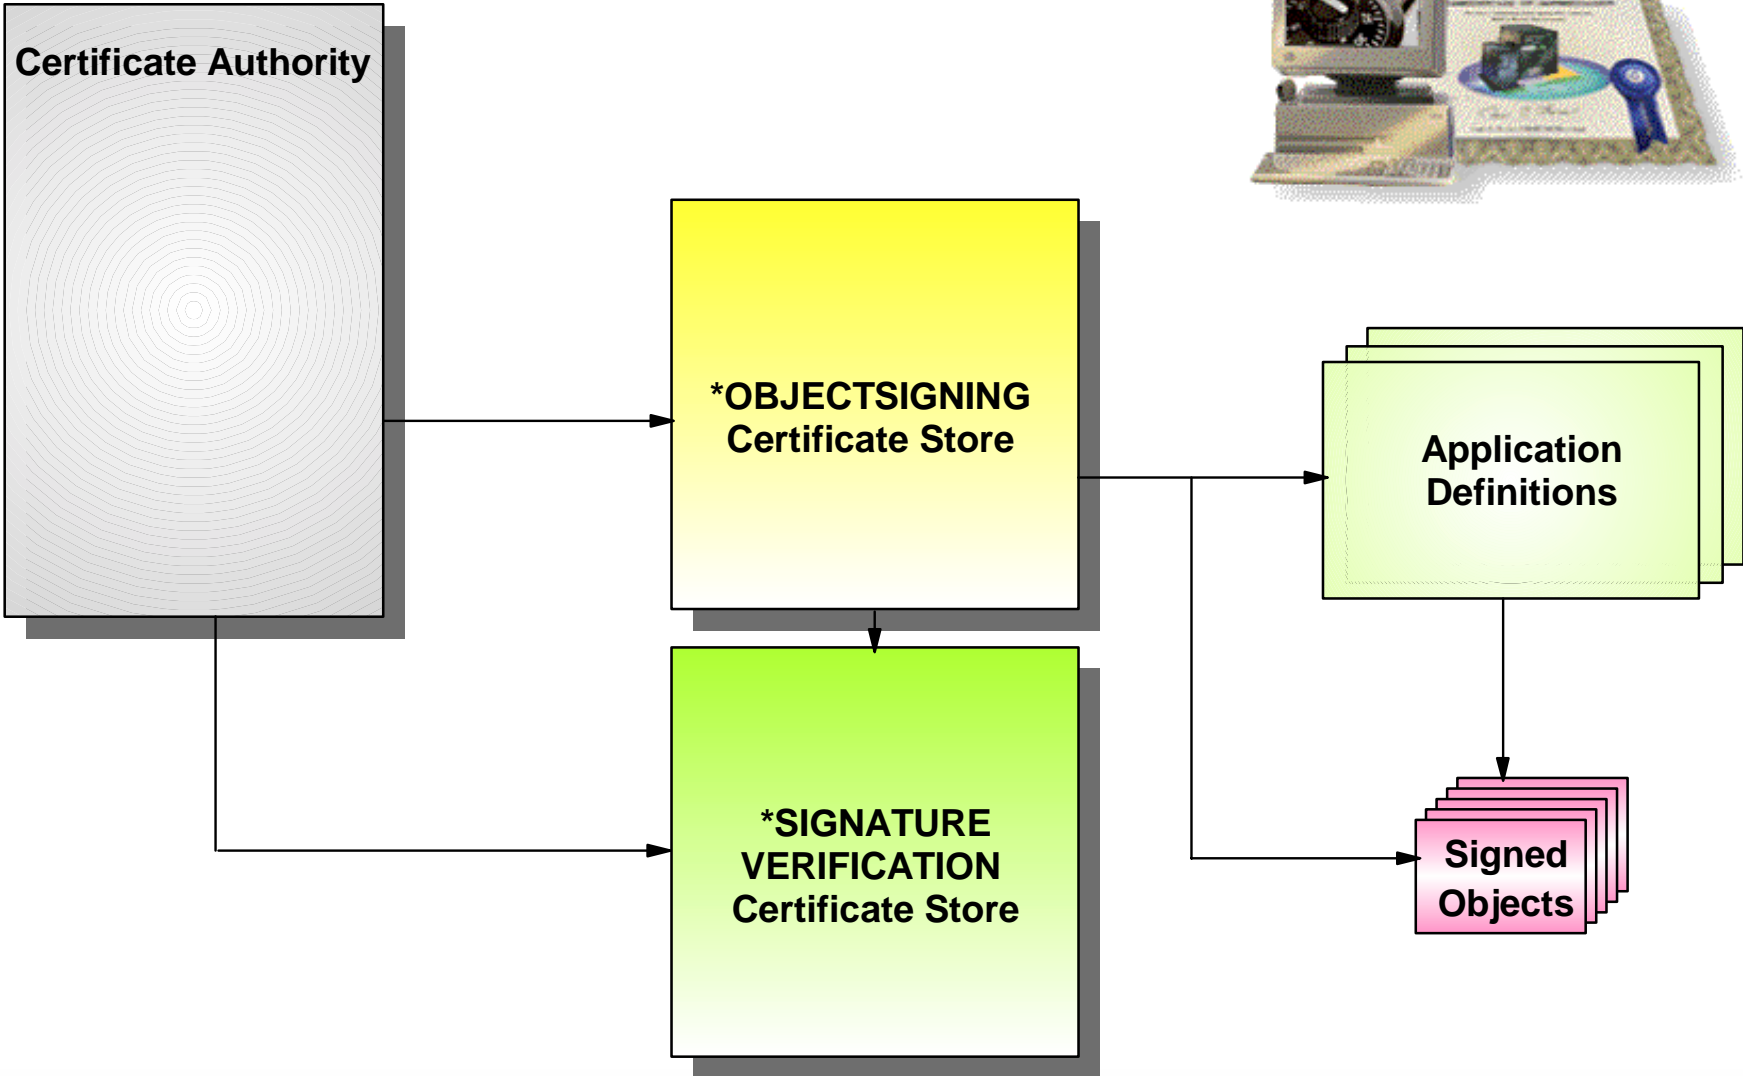 Certificate Authority
*OBJECTSIGNING
Certificate Store
Application
Definitions
*SIGNATURE
VERIFICATION
Certificate Store
Signed
Objects